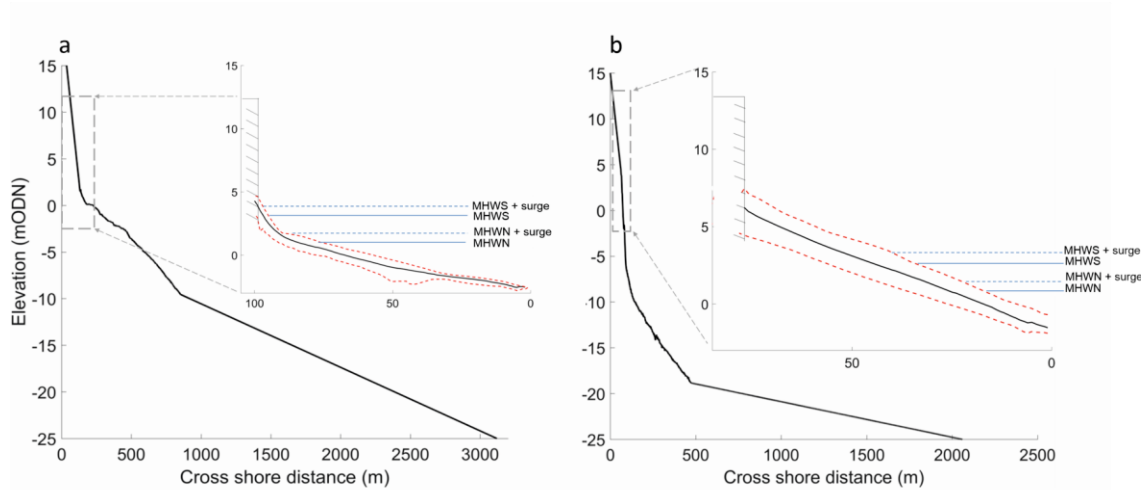 a
15
10
5
0
-5
-10
-15
-20
-25
Elevation (mODN)
0 500 1000 1500 2000 2500 3000
Cross shore distance (m)
15
12
10
5
0
100 50 0
MHWS + surge
MHWS
MHWN + surge
MHWN
b
15
10
5
0
-5
-10
-15
-20
-25
0 500 1000 1500 2000 2500
Cross shore distance (m)
15
12
10
5
0
50 0
MHWS + surge
MHWS
MHWN + surge
MHWN